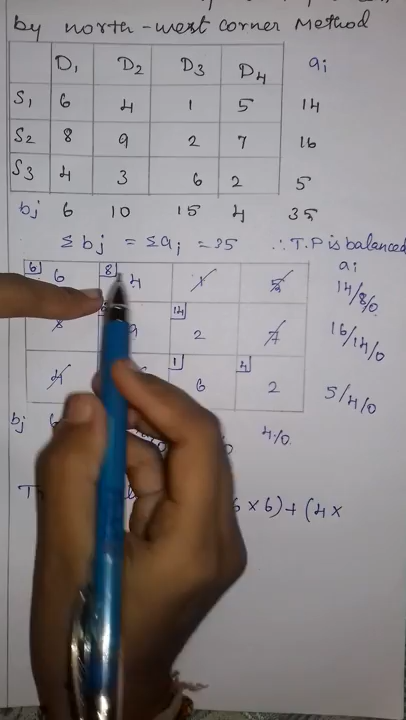 by north-west corner Method
D1 D2 D3 D4 ai
S1 6 4 1 5 14
S2 8 9 2 7 16
S3 4 3 6 2 5
bj 6 10 15 4 35
Σbj = Σai = 35 ∴ T.P is balanced
ai
6 6 8 4 1 5 14/8/0
8 9 14 2 7 16/14/0
4 1 6 4 2 5/4/0
bj 4/0
6 × 6) + (4 ×